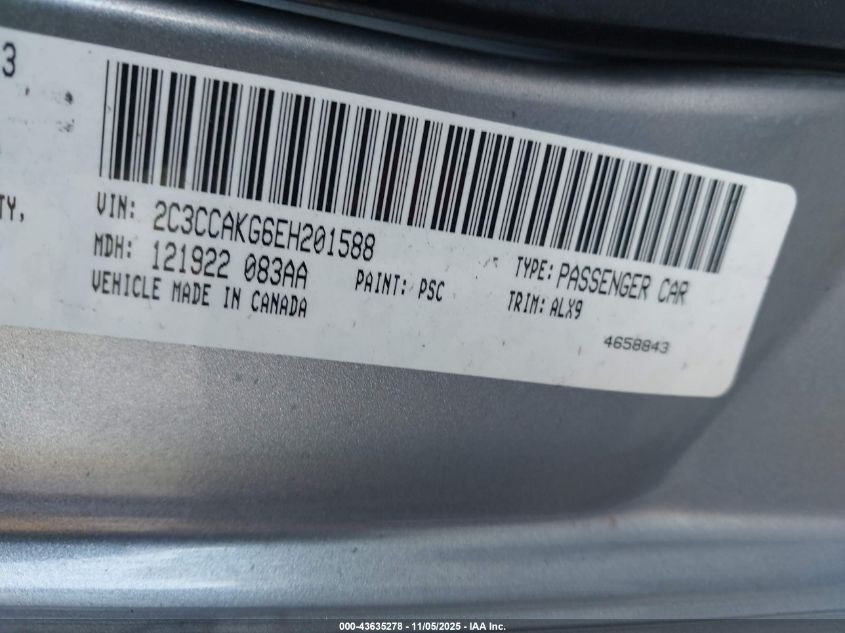 3
TY,
VIN: 2C3CCAKG6EH201588
MDH: 121922 083AA
PAINT: PSC
TYPE: PASSENGER CAR
VEHICLE MADE IN CANADA
TRIM: ALX9
4658843
000-43635278 - 11/05/2025 - IAA Inc.